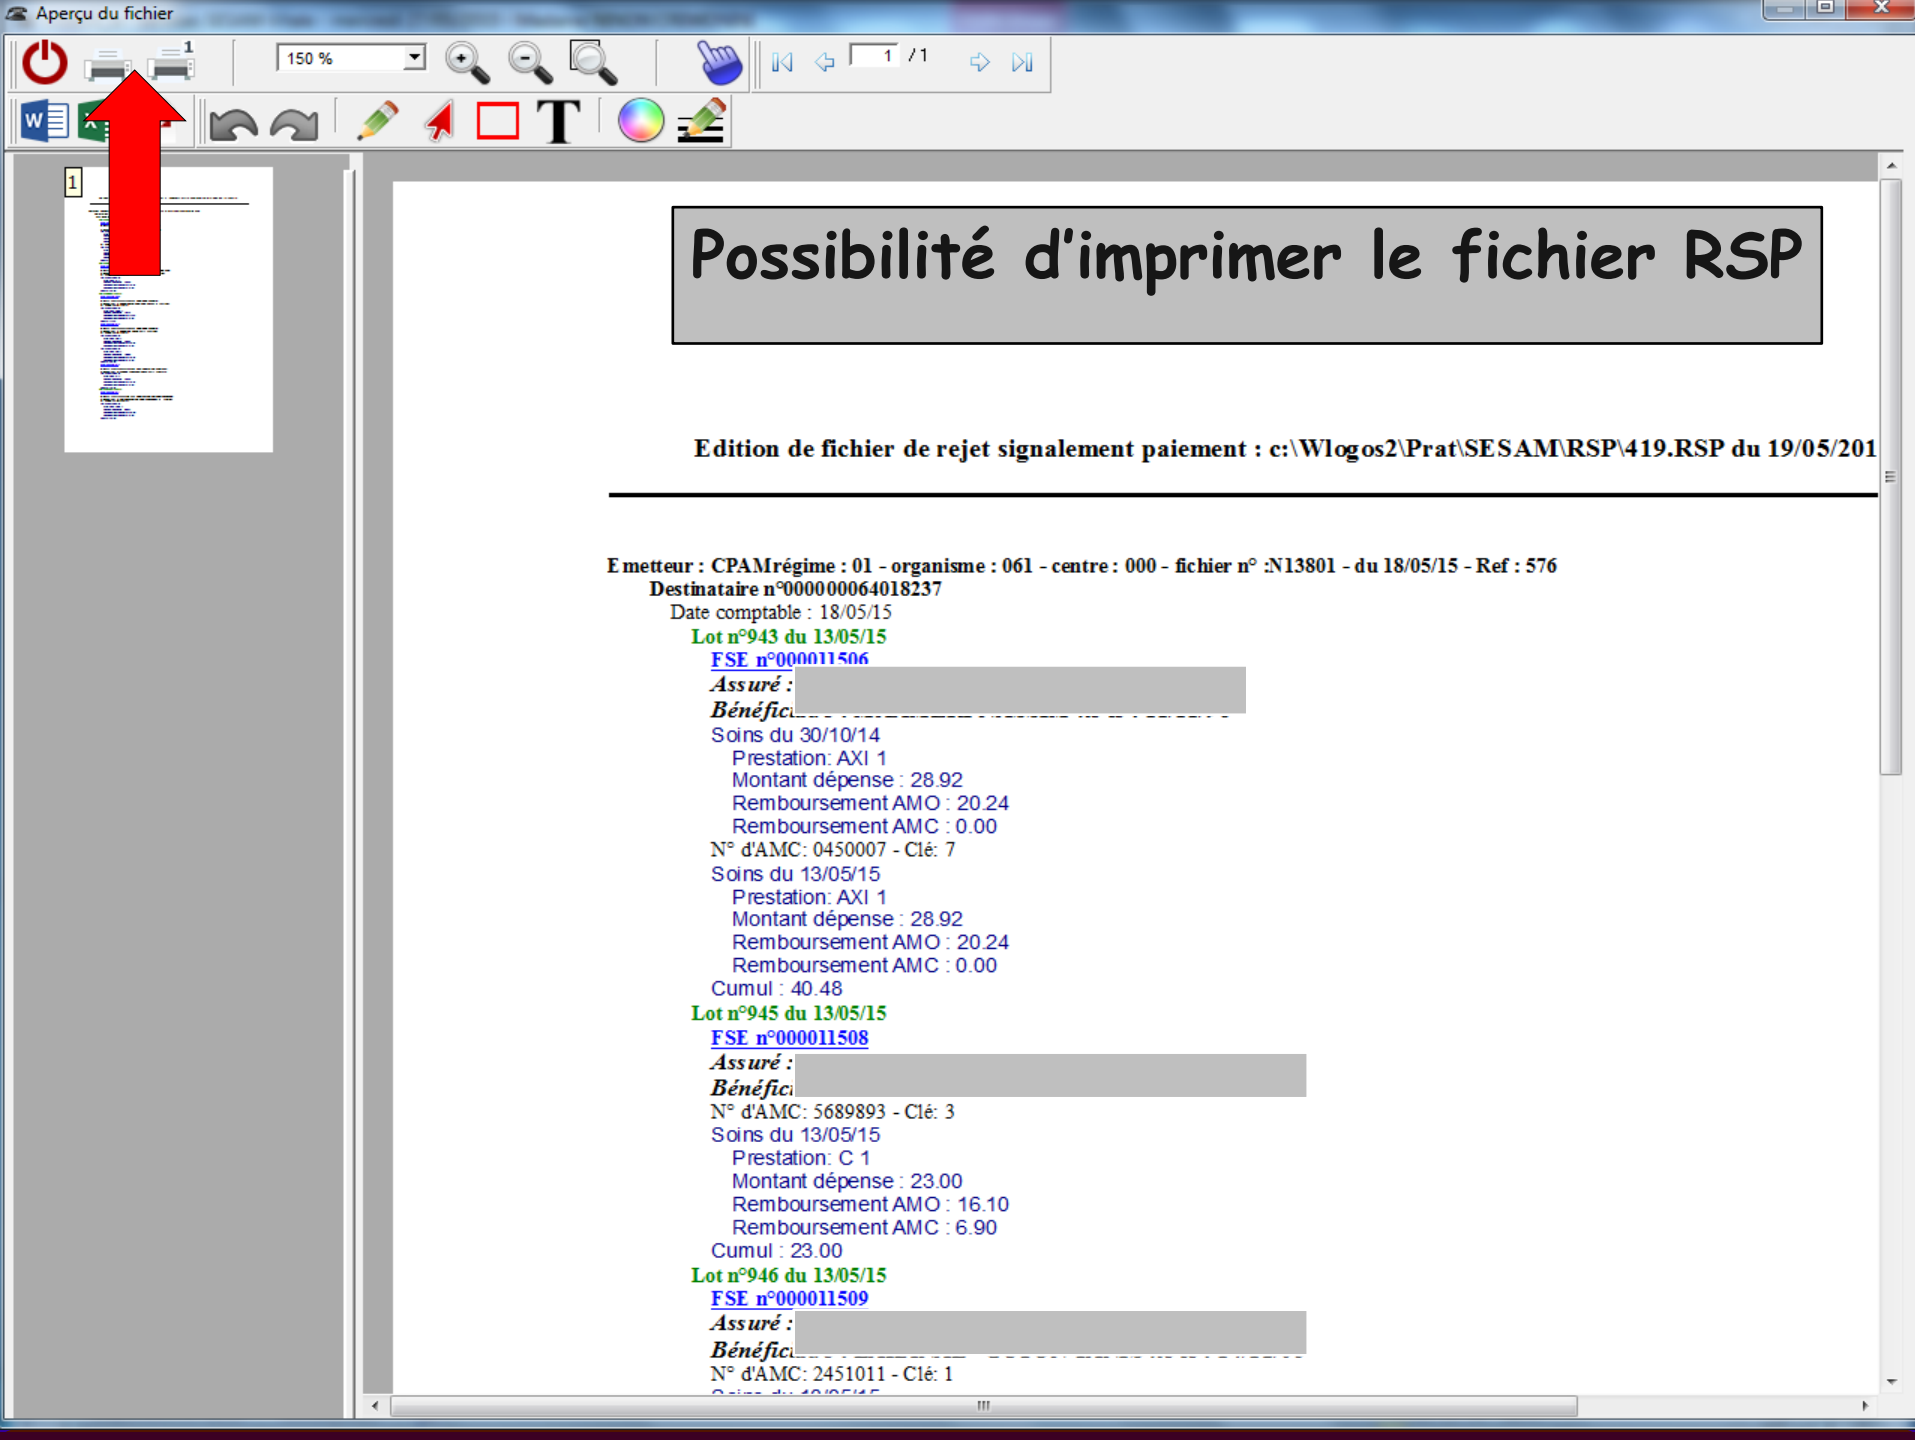 Aperçu du fichier
1
150 %
1 / 1
W
1
Possibilité d'imprimer le fichier RSP
Edition de fichier de rejet signalement paiement : c:\Wlogos2\Prat\SESAM\RSP\419.RSP du 19/05/201
Emetteur : CPAMrégime : 01 - organisme : 061 - centre : 000 - fichier n° :N13801 - du 18/05/15 - Ref : 576
Destinataire n°000000064018237
Date comptable : 18/05/15
Lot n°943 du 13/05/15
FSE n°000011506
Assuré :
Soins du 30/10/14
Prestation: AXI 1
Montant dépense : 28.92
Remboursement AMO : 20.24
Remboursement AMC : 0.00
N° d'AMC: 0450007 - Clé: 7
Soins du 13/05/15
Prestation: AXI 1
Montant dépense : 28.92
Remboursement AMO : 20.24
Remboursement AMC : 0.00
Cumul : 40.48
Lot n°945 du 13/05/15
FSE n°000011508
Assuré :
Bénéfici
N° d'AMC: 5689893 - Clé: 3
Soins du 13/05/15
Prestation: C 1
Montant dépense : 23.00
Remboursement AMO : 16.10
Remboursement AMC : 6.90
Cumul : 23.00
Lot n°946 du 13/05/15
FSE n°000011509
Assuré :
N° d'AMC: 2451011 - Clé: 1